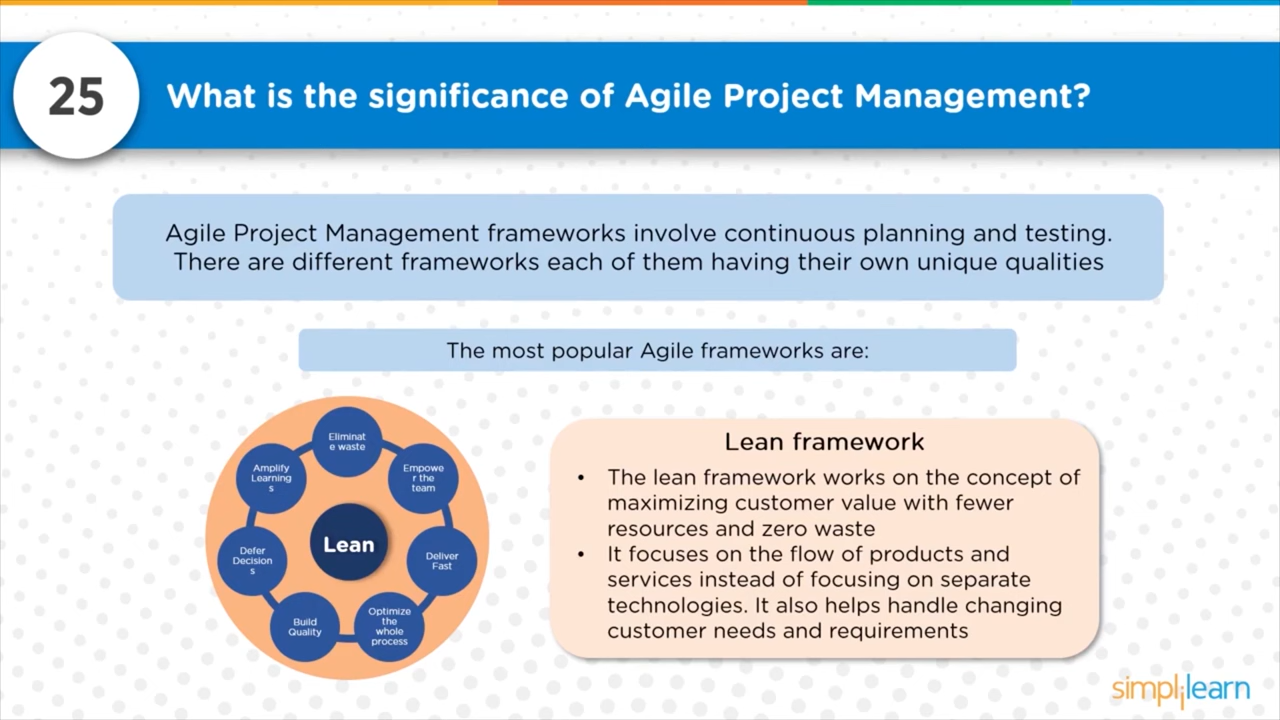 25
What is the significance of Agile Project Management?
Agile Project Management frameworks involve continuous planning and testing.
There are different frameworks each of them having their own unique qualities
The most popular Agile frameworks are:
Eliminat
e waste
Empowe
r the
team
Deliver
Fast
Optimize
the
whole
process
Build
Quality
Defer
Decision
s
Amplify
Learning
s
Lean
Lean framework
• The lean framework works on the concept of
maximizing customer value with fewer
resources and zero waste
• It focuses on the flow of products and
services instead of focusing on separate
technologies. It also helps handle changing
customer needs and requirements
simplilearn